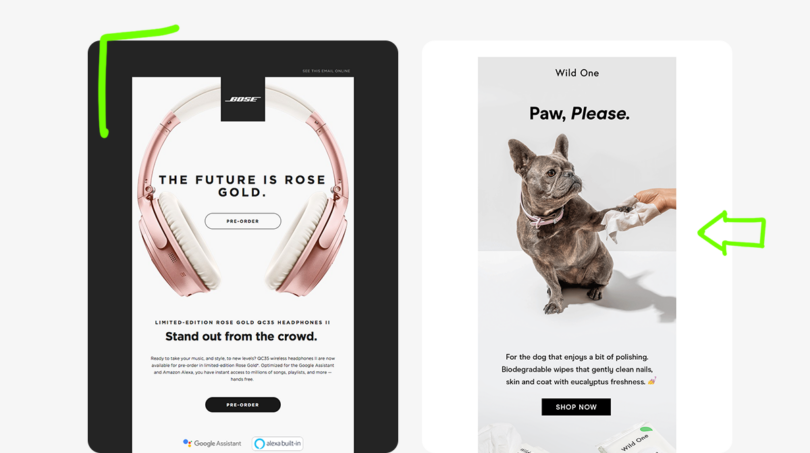 SEE THIS EMAIL ONLINE
BOSE
THE FUTURE IS ROSE
GOLD.
PRE-ORDER
LIMITED-EDITION ROSE GOLD QC35 HEADPHONES II
Stand out from the crowd.
Ready to take your music, and style, to new levels? QC35 wireless headphones II are now
available for pre-order in limited-edition Rose Gold*. Optimized for the Google Assistant
and Amazon Alexa, you have instant access to millions of songs, playlists, and more —
hands free.
PRE-ORDER
Google Assistant
alexa built-in
Wild One
Paw, Please.
For the dog that enjoys a bit of polishing.
Biodegradable wipes that gently clean nails,
skin and coat with eucalyptus freshness.
SHOP NOW
Wild One